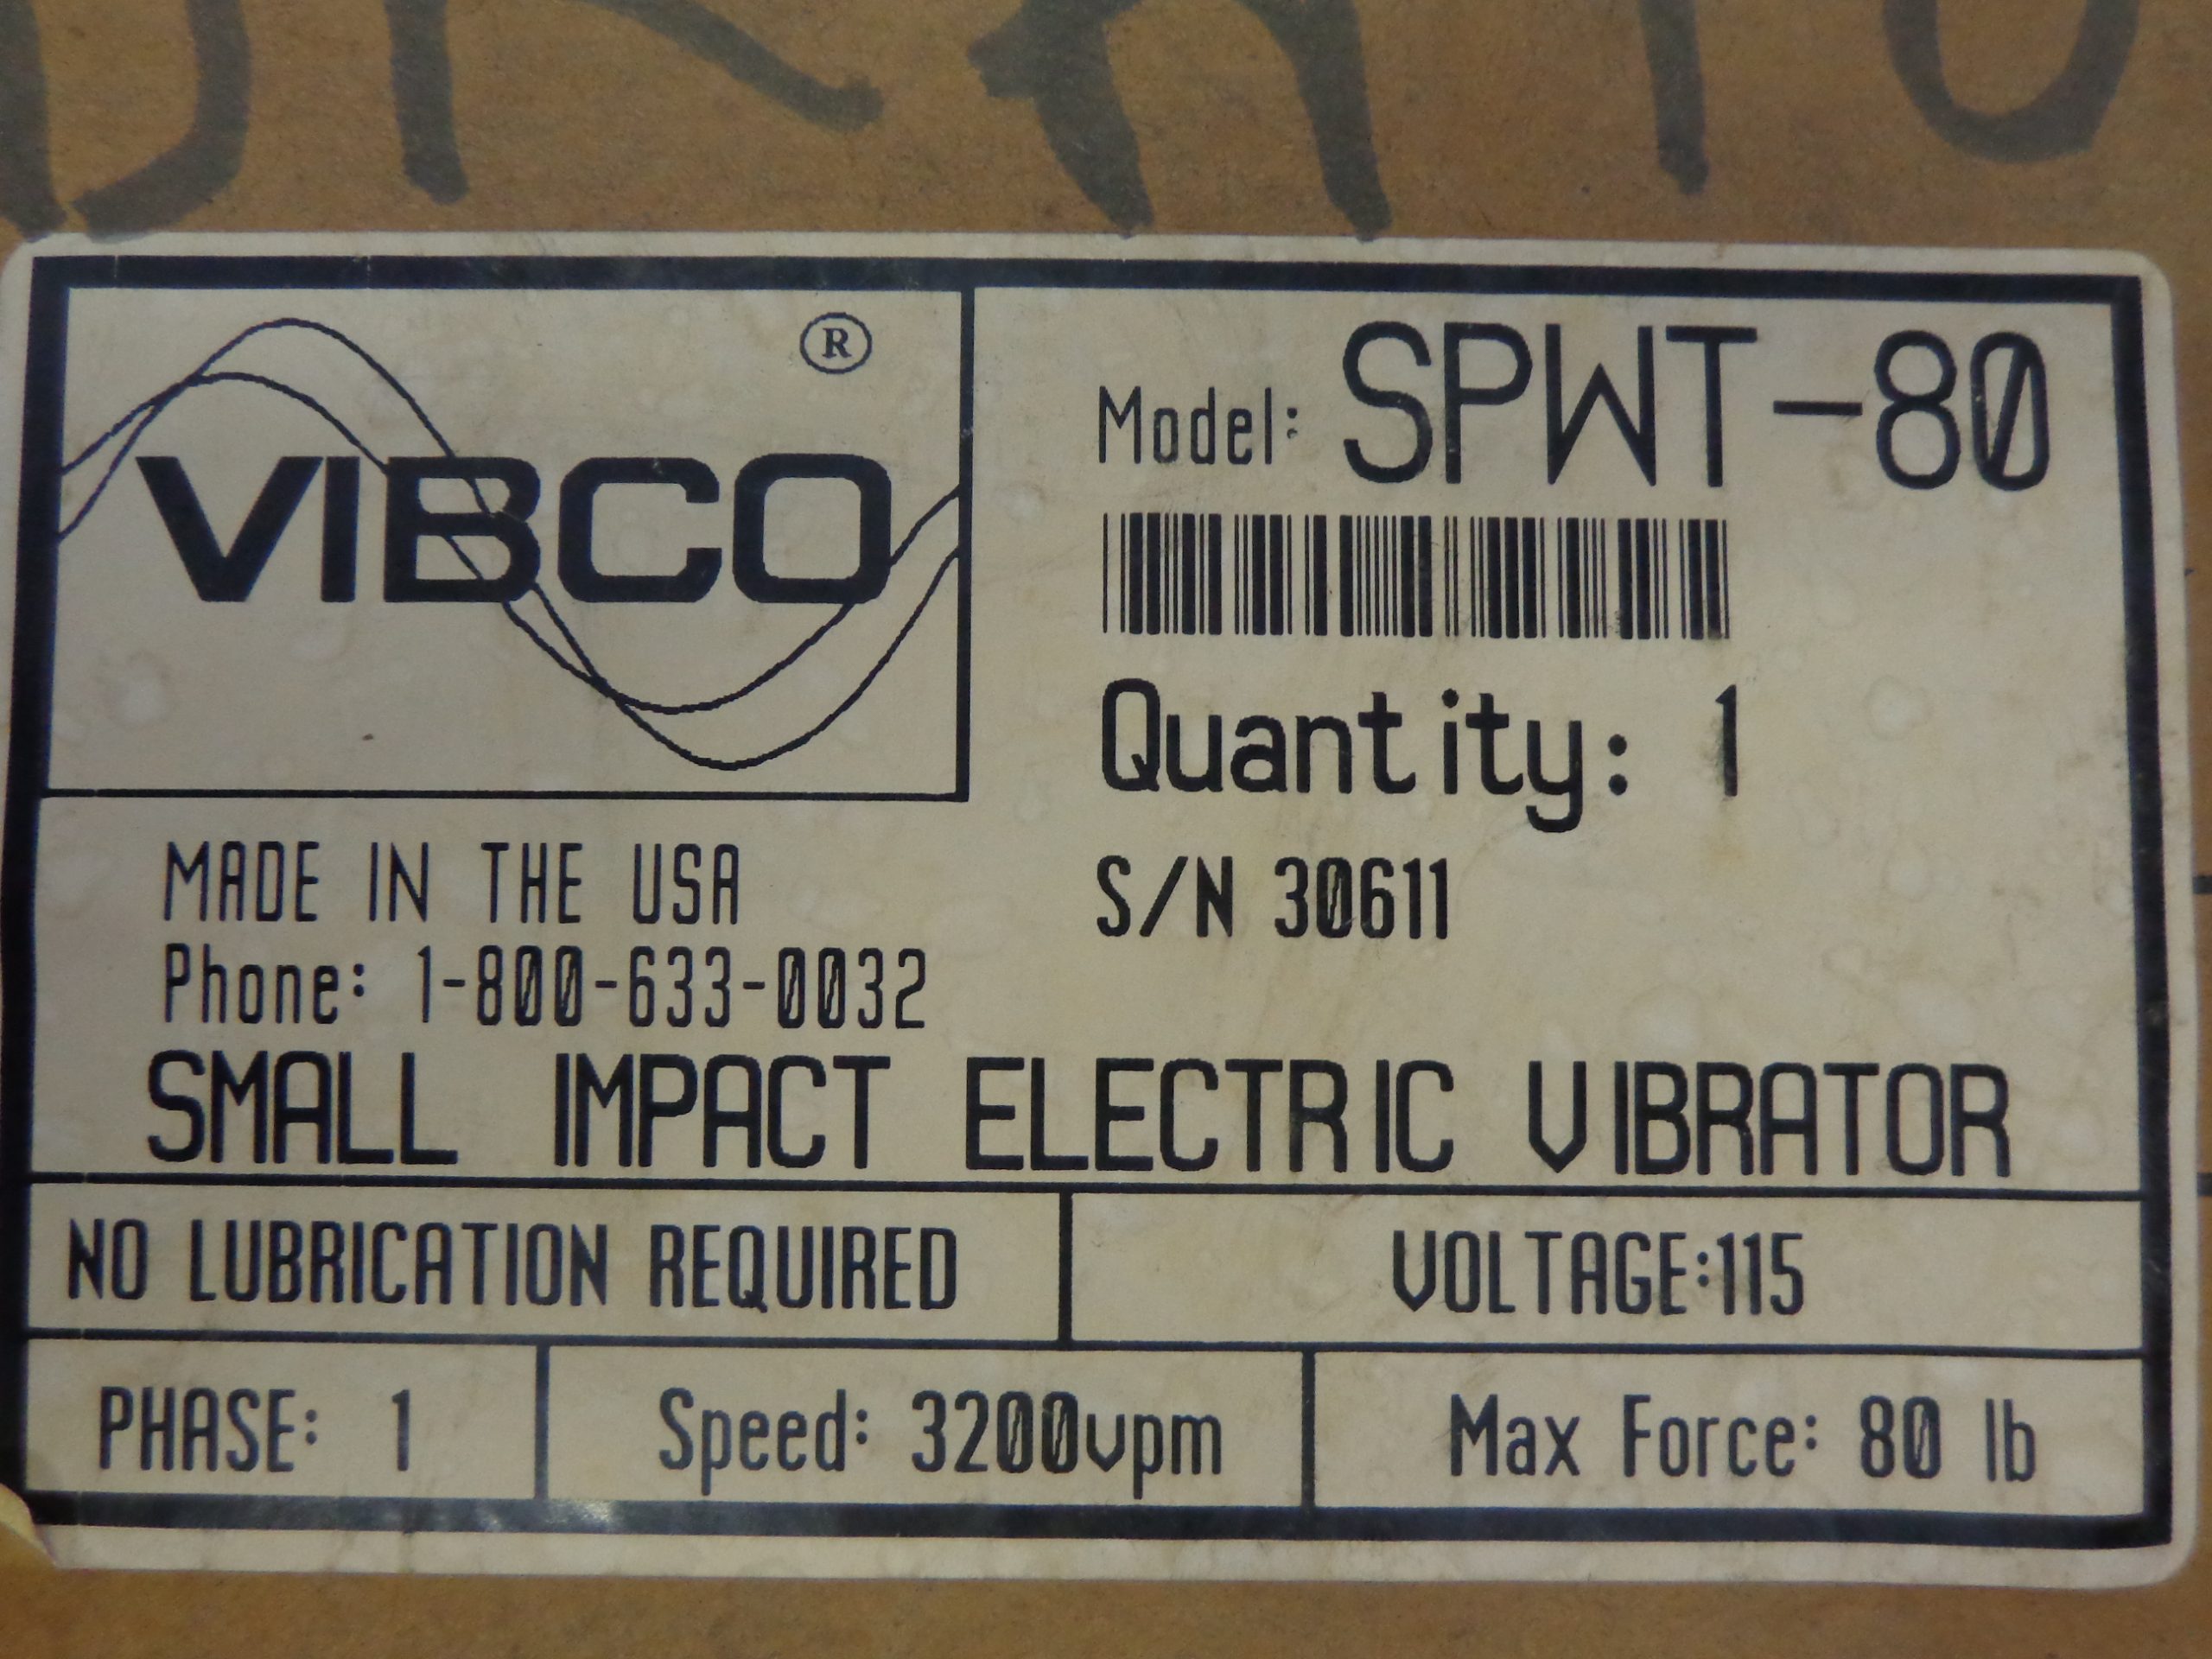 VIBCO ®
Model: SPWT-80
Quantity: 1
S/N 30611
MADE IN THE USA
Phone: 1-800-633-0032
SMALL IMPACT ELECTRIC VIBRATOR
NO LUBRICATION REQUIRED
VOLTAGE:115
PHASE: 1
Speed: 3200vpm
Max Force: 80 lb